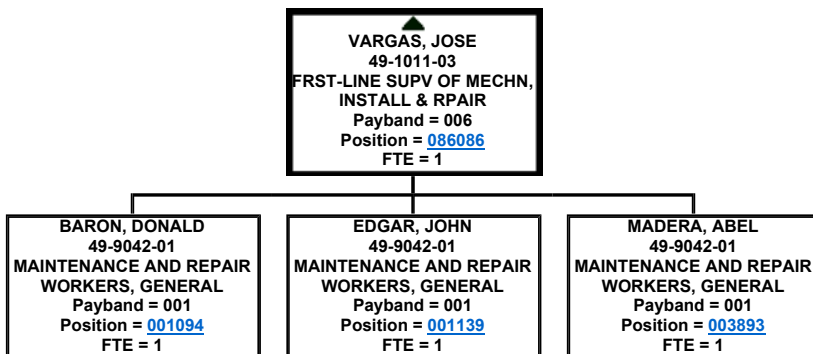 VARGAS, JOSE
49-1011-03
FRST-LINE SUPV OF MECHN,
INSTALL & RPAIR
Payband = 006
Position = 086086
FTE = 1
BARON, DONALD
49-9042-01
MAINTENANCE AND REPAIR
WORKERS, GENERAL
Payband = 001
Position = 001094
FTE = 1
EDGAR, JOHN
49-9042-01
MAINTENANCE AND REPAIR
WORKERS, GENERAL
Payband = 001
Position = 001139
FTE = 1
MADERA, ABEL
49-9042-01
MAINTENANCE AND REPAIR
WORKERS, GENERAL
Payband = 001
Position = 003893
FTE = 1